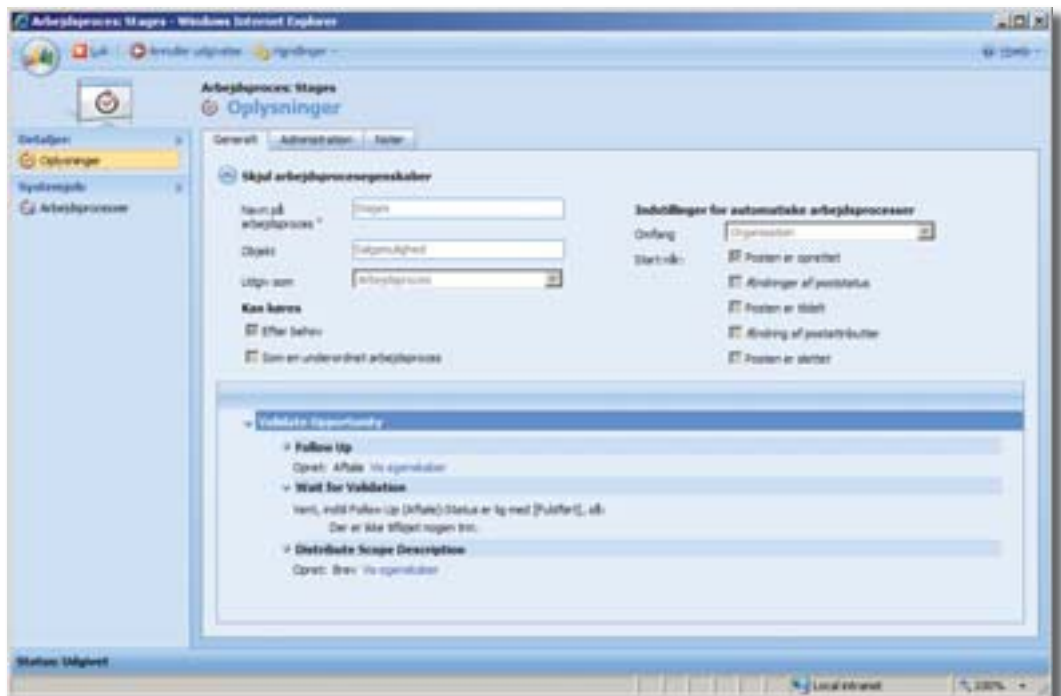 Arbejdsproces: Stages - Windows Internet Explorer
Luk Annuller udgivelse Handlinger
Hjælp
Arbejdsproces: Stages
Oplysninger
Detaljer:
Oplysninger
Systemjob
Arbejdsprocesser
Generelt Administration Noter
Skjul arbejdsprocesegenskaber
Navn på arbejdsproces * Stages
Objekt Salgsmulighed
Udgiv som Arbejdsproces
Kan køres
Efter behov
Som en underordnet arbejdsproces
Indstillinger for automatiske arbejdsprocesser
Omfang Organisation
Start når: Posten er oprettet
Ændringer af poststatus
Posten er tildelt
Ændring af postattributter
Posten er slettet
Validate Opportunity
Follow Up
Opret: Aftale Vis egenskaber
Wait for Validation
Vent, indtil Follow Up (Aftale) Status er lig med [Fuldført], så:
Der er ikke tilføjet nogen trin.
Distribute Scope Description
Opret: Brev Vis egenskaber
Status: Udgivet
Local intranet 100%